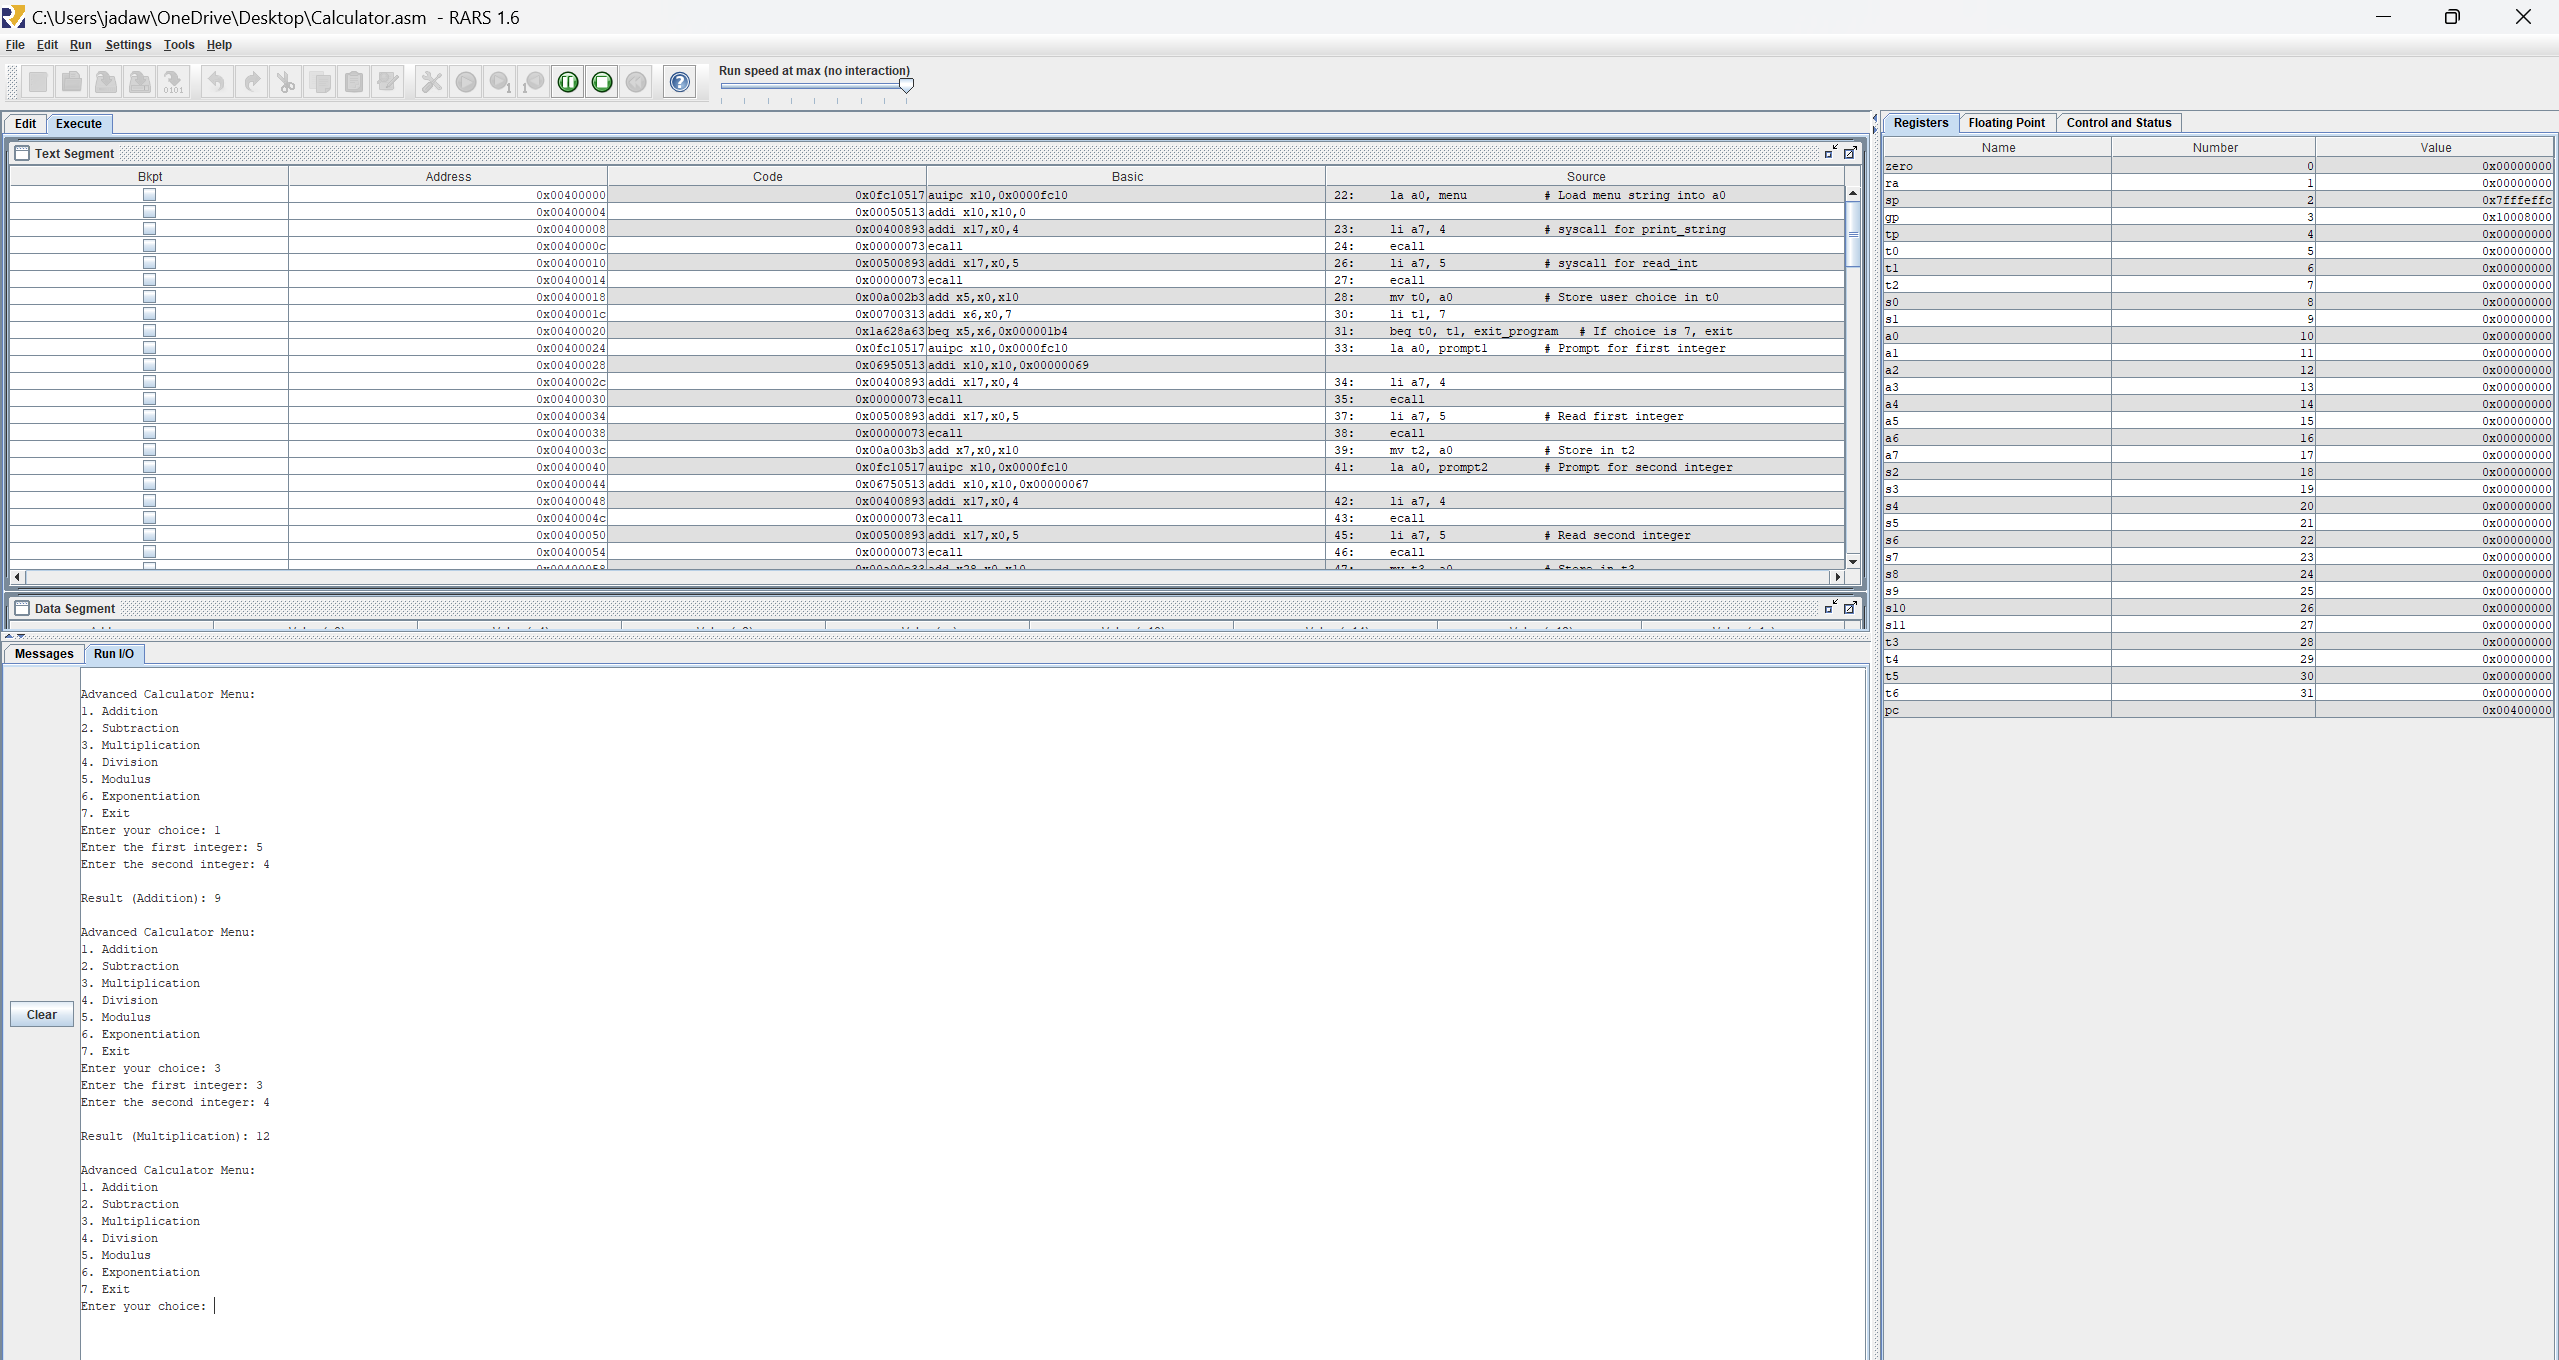 C:\Users\jadaw\OneDrive\Desktop\Calculator.asm - RARS 1.6
File Edit Run Settings Tools Help
Run speed at max (no interaction)
Edit Execute
Text Segment
Bkpt Address Code Basic Source
0x00400000 0x0fc10517 auipc x10,0x0000fc10 22: la a0, menu # Load menu string into a0
0x00400004 0x00050513 addi x10,x10,0
0x00400008 0x00400893 addi x17,x0,4 23: li a7, 4 # syscall for print_string
0x0040000c 0x00000073 ecall 24: ecall
0x00400010 0x00500893 addi x17,x0,5 26: li a7, 5 # syscall for read_int
0x00400014 0x00000073 ecall 27: ecall
0x00400018 0x00a002b3 add x5,x0,x10 28: mv t0, a0 # Store user choice in t0
0x0040001c 0x00700313 addi x6,x0,7 30: li t1, 7
0x00400020 0x1a628a63 beq x5,x6,0x000001b4 31: beq t0, t1, exit_program # If choice is 7, exit
0x00400024 0x0fc10517 auipc x10,0x0000fc10 33: la a0, prompt1 # Prompt for first integer
0x00400028 0x06950513 addi x10,x10,0x00000069
0x0040002c 0x00400893 addi x17,x0,4 34: li a7, 4
0x00400030 0x00000073 ecall 35: ecall
0x00400034 0x00500893 addi x17,x0,5 37: li a7, 5 # Read first integer
0x00400038 0x00000073 ecall 38: ecall
0x0040003c 0x00a003b3 add x7,x0,x10 39: mv t2, a0 # Store in t2
0x00400040 0x0fc10517 auipc x10,0x0000fc10 41: la a0, prompt2 # Prompt for second integer
0x00400044 0x06750513 addi x10,x10,0x00000067
0x00400048 0x00400893 addi x17,x0,4 42: li a7, 4
0x0040004c 0x00000073 ecall 43: ecall
0x00400050 0x00500893 addi x17,x0,5 45: li a7, 5 # Read second integer
0x00400054 0x00000073 ecall 46: ecall
Data Segment
Messages Run I/O
Advanced Calculator Menu:
1. Addition
2. Subtraction
3. Multiplication
4. Division
5. Modulus
6. Exponentiation
7. Exit
Enter your choice: 1
Enter the first integer: 5
Enter the second integer: 4
Result (Addition): 9
Advanced Calculator Menu:
1. Addition
2. Subtraction
3. Multiplication
4. Division
5. Modulus
6. Exponentiation
7. Exit
Enter your choice: 3
Enter the first integer: 3
Enter the second integer: 4
Result (Multiplication): 12
Advanced Calculator Menu:
1. Addition
2. Subtraction
3. Multiplication
4. Division
5. Modulus
6. Exponentiation
7. Exit
Enter your choice:
Clear
Registers Floating Point Control and Status
Name Number Value
zero 0 0x00000000
ra 1 0x00000000
sp 2 0x7fffeffc
gp 3 0x10008000
tp 4 0x00000000
t0 5 0x00000000
t1 6 0x00000000
t2 7 0x00000000
s0 8 0x00000000
s1 9 0x00000000
a0 10 0x00000000
a1 11 0x00000000
a2 12 0x00000000
a3 13 0x00000000
a4 14 0x00000000
a5 15 0x00000000
a6 16 0x00000000
a7 17 0x00000000
s2 18 0x00000000
s3 19 0x00000000
s4 20 0x00000000
s5 21 0x00000000
s6 22 0x00000000
s7 23 0x00000000
s8 24 0x00000000
s9 25 0x00000000
s10 26 0x00000000
s11 27 0x00000000
t3 28 0x00000000
t4 29 0x00000000
t5 30 0x00000000
t6 31 0x00000000
pc 0x00400000